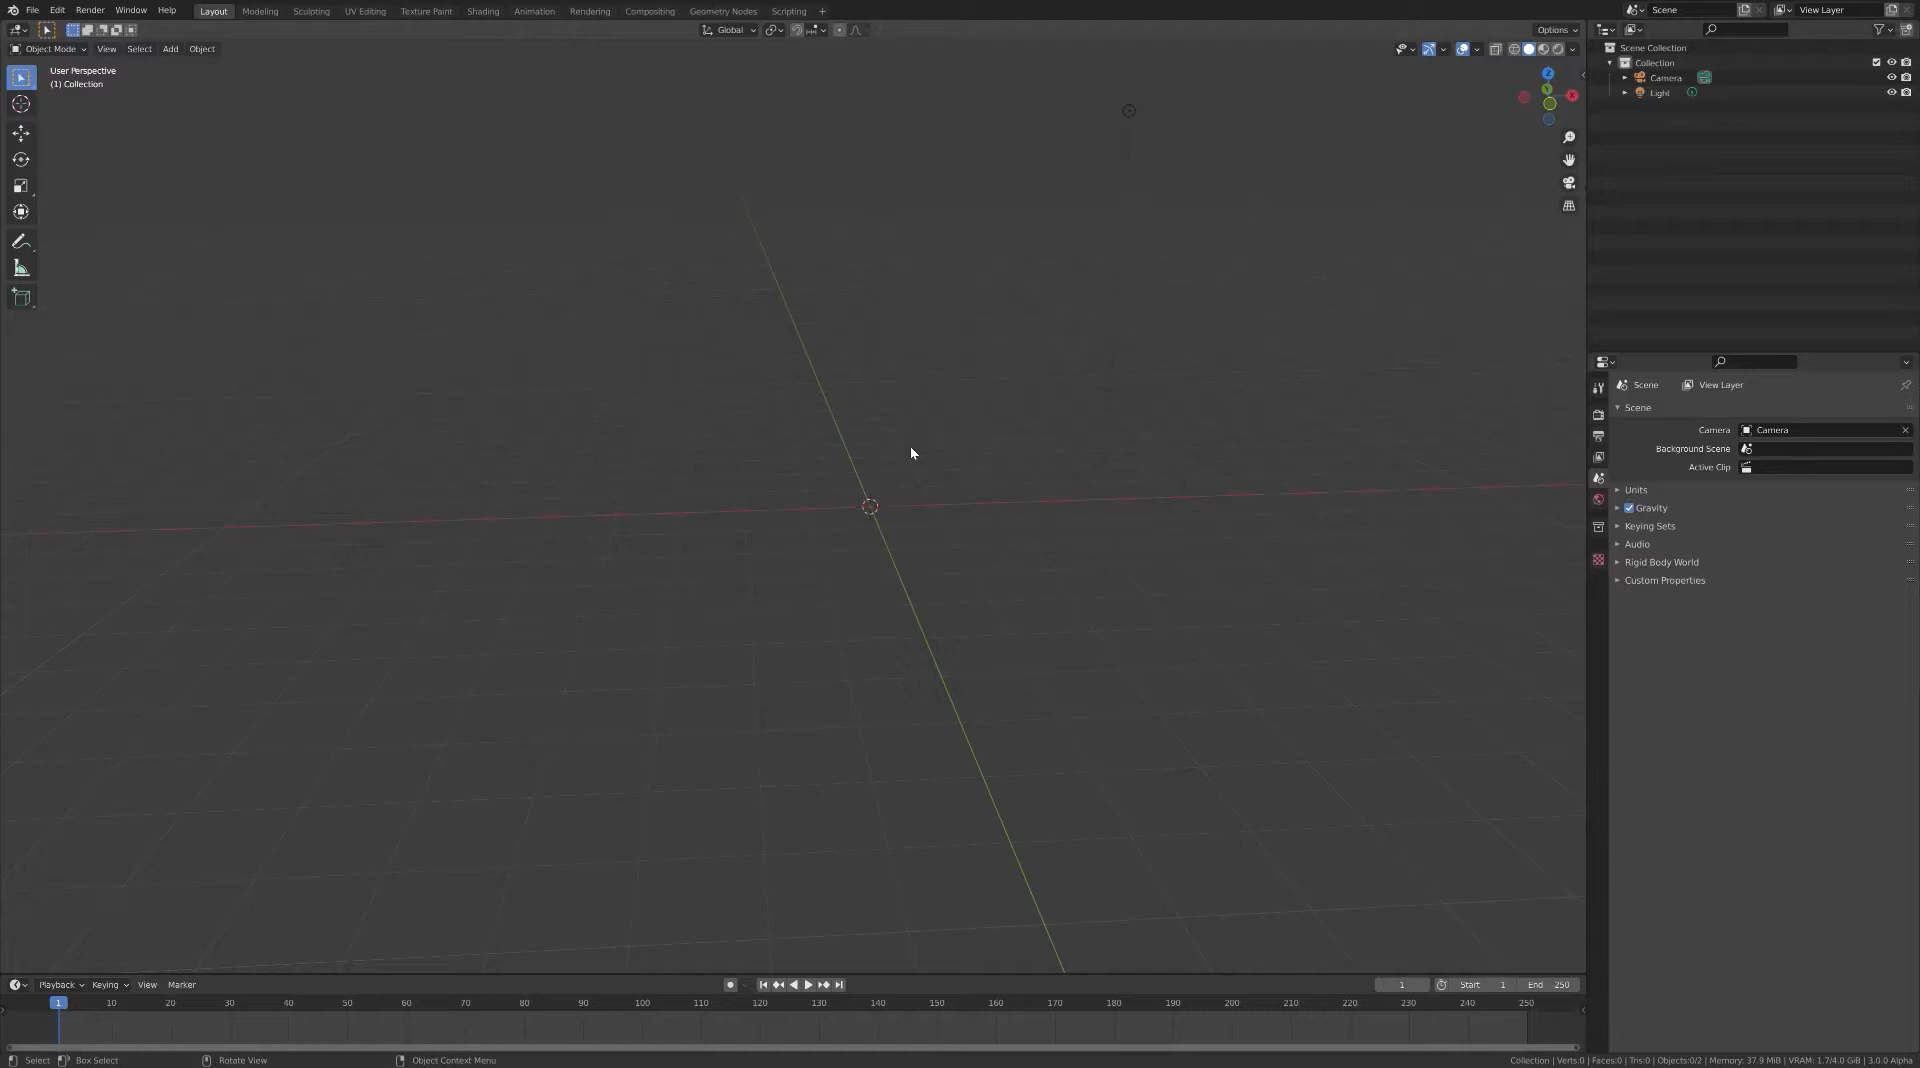 File Edit Render Window Help Layout Modeling Sculpting UV Editing Texture Paint Shading Animation Rendering Compositing Geometry Nodes Scripting + Scene View Layer
Global Options
Object Mode View Select Add Object
User Perspective
(1) Collection
Z
Y
X
Scene Collection
Collection
Camera
Light
Scene View Layer
Scene
Camera Camera
Background Scene
Active Clip
Units
Gravity
Keying Sets
Audio
Rigid Body World
Custom Properties
Playback Keying View Marker 1 Start 1 End 250
1 10 20 30 40 50 60 70 80 90 100 110 120 130 140 150 160 170 180 190 200 210 220 230 240 250
Select Box Select Rotate View Object Context Menu Collection | Verts:0 | Faces:0 | Tris:0 | Objects:0/2 | Memory: 37.9 MiB | VRAM: 1.7/4.0 GiB | 3.0.0 Alpha